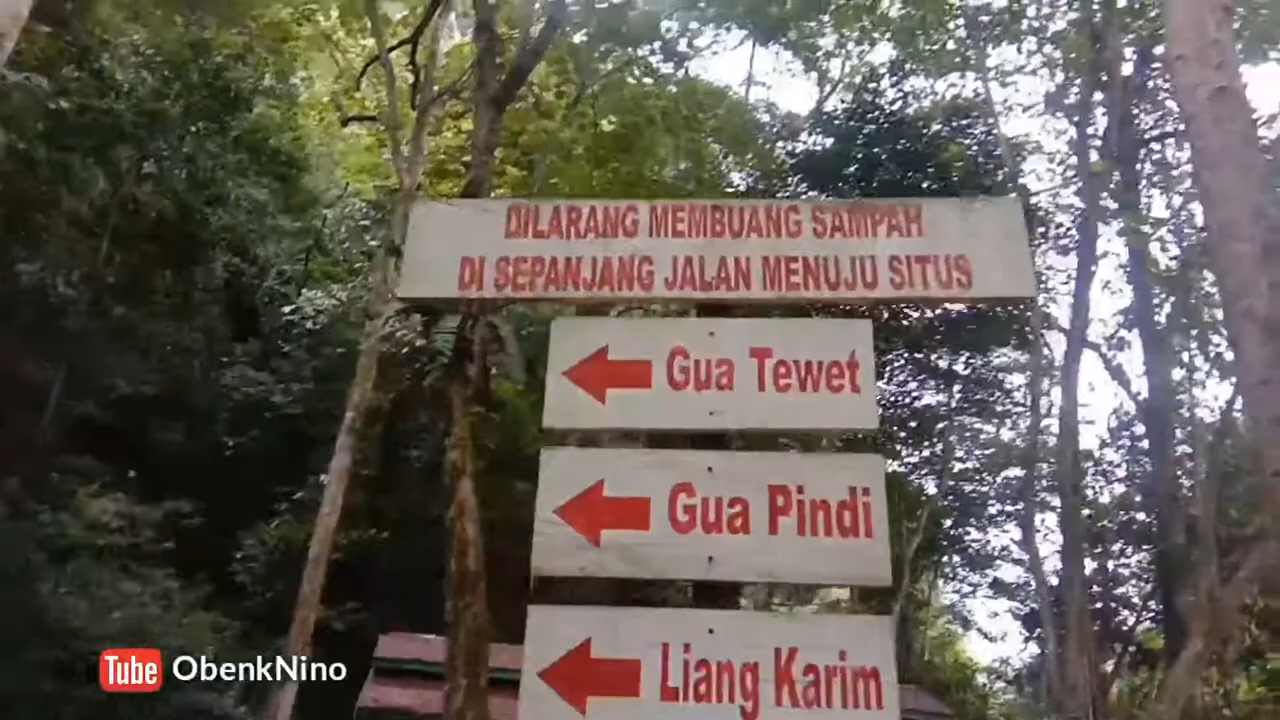 DILARANG MEMBUANG SAMPAH
DI SEPANJANG JALAN MENUJU SITUS
Gua Tewet
Gua Pindi
Liang Karim
Tube ObenkNino